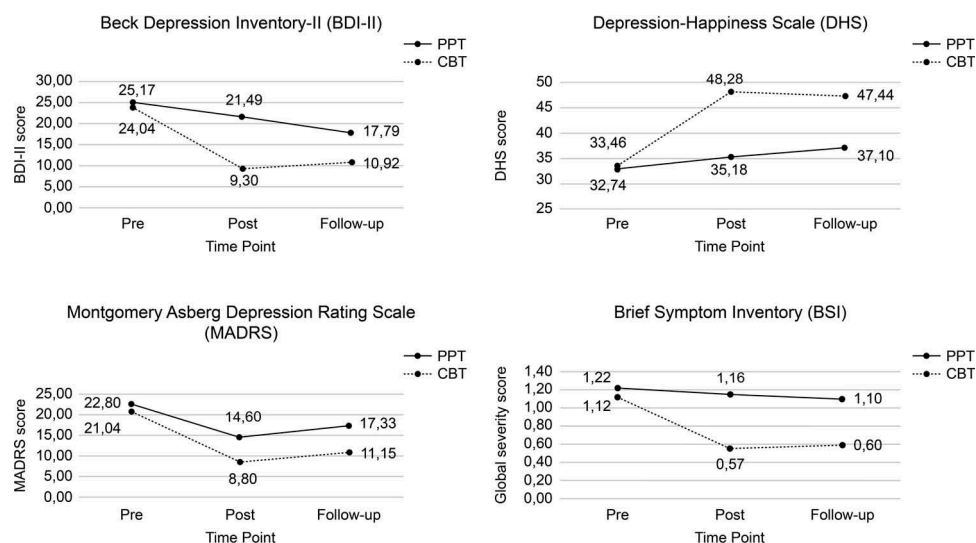 Beck Depression Inventory-II (BDI-II)
PPT
CBT
BDI-II score
30,00
25,00
20,00
15,00
10,00
5,00
0,00
25,17
24,04
21,49
9,30
17,79
10,92
Pre
Post
Follow-up
Time Point
Depression-Happiness Scale (DHS)
PPT
CBT
DHS score
50
45
40
35
30
25
33,46
32,74
48,28
35,18
47,44
37,10
Pre
Post
Follow-up
Time Point
Montgomery Asberg Depression Rating Scale
(MADRS)
PPT
CBT
MADRS score
25,00
20,00
15,00
10,00
5,00
0,00
22,80
21,04
14,60
8,80
17,33
11,15
Pre
Post
Follow-up
Time Point
Brief Symptom Inventory (BSI)
PPT
CBT
Global severity score
1,40
1,20
1,00
0,80
0,60
0,40
0,20
0,00
1,22
1,12
1,16
0,57
1,10
0,60
Pre
Post
Follow-up
Time Point